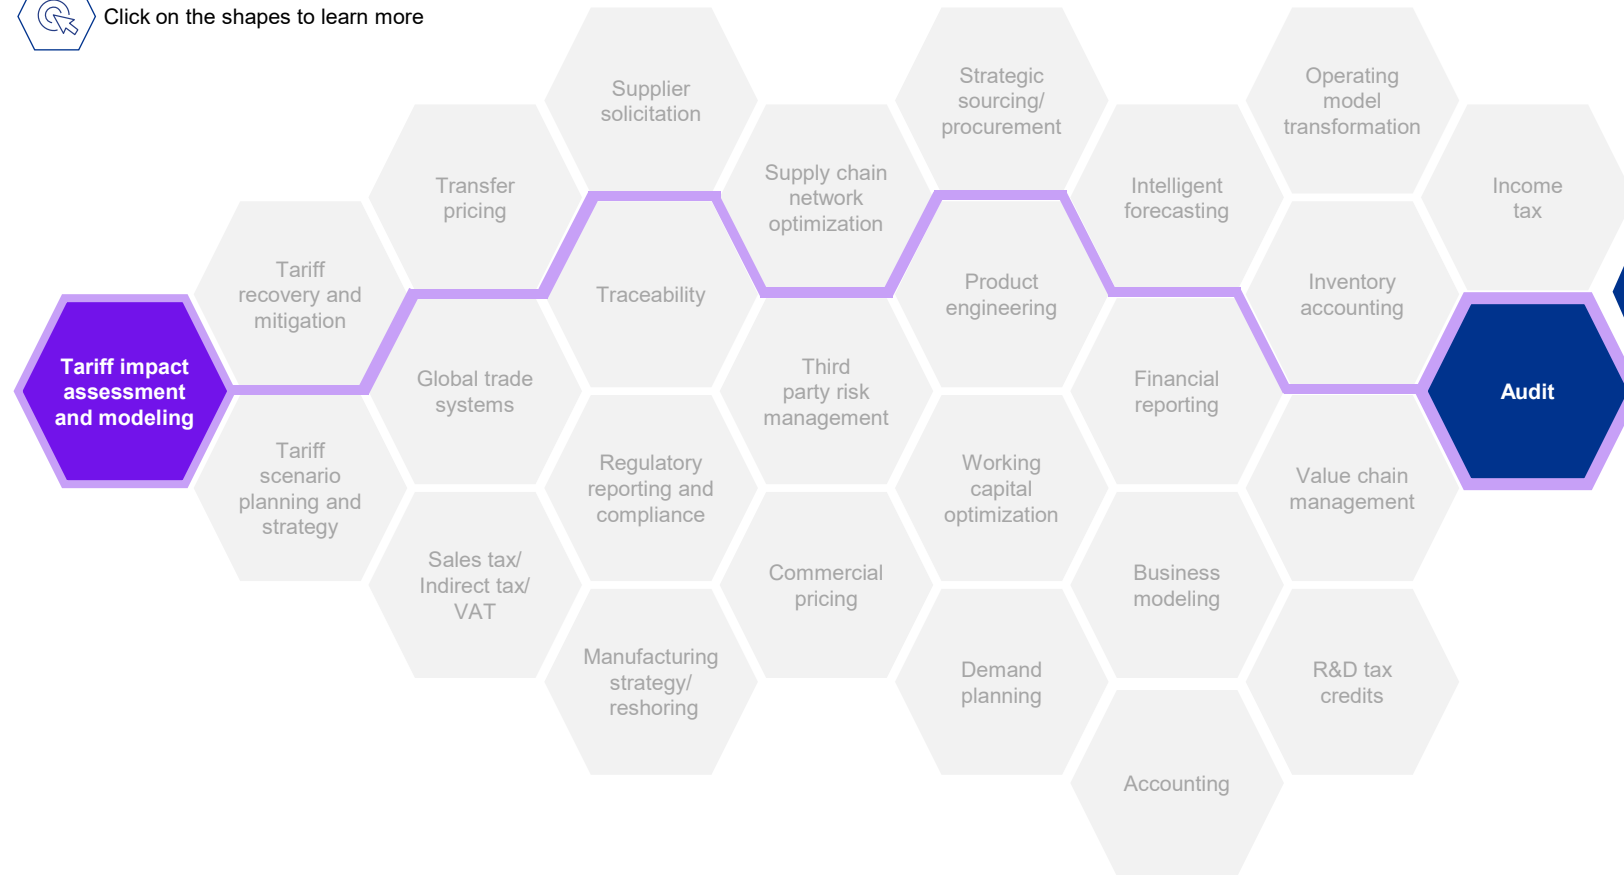 Click on the shapes to learn more
Tariff impact
assessment
and modeling
Tariff
recovery and
mitigation
Tariff
scenario
planning and
strategy
Transfer
pricing
Global trade
systems
Sales tax/
Indirect tax/
VAT
Supplier
solicitation
Traceability
Regulatory
reporting and
compliance
Manufacturing
strategy/
reshoring
Supply chain
network
optimization
Third
party risk
management
Commercial
pricing
Strategic
sourcing/
procurement
Product
engineering
Working
capital
optimization
Demand
planning
Intelligent
forecasting
Financial
reporting
Business
modeling
Accounting
Operating
model
transformation
Inventory
accounting
Value chain
management
R&D tax
credits
Income
tax
Audit